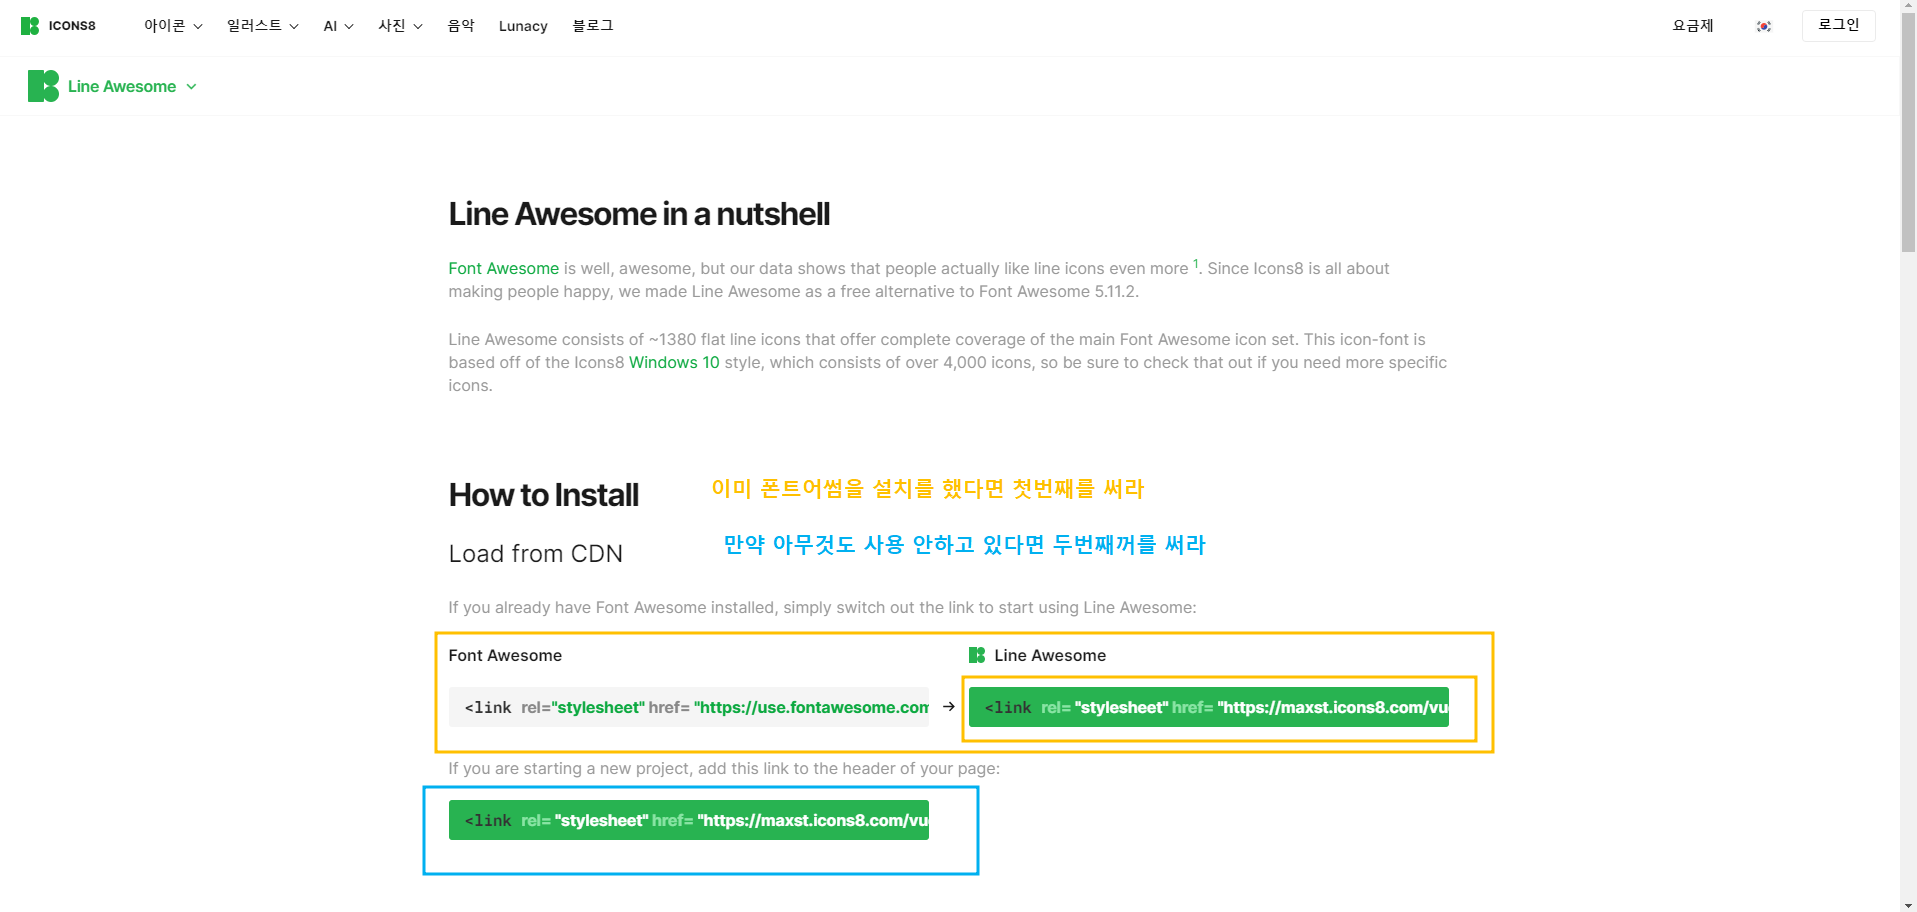 ICONS8
아이콘
일러스트
AI
사진
음악
Lunacy
블로그
요금제
로그인
Line Awesome
Line Awesome in a nutshell
Font Awesome is well, awesome, but our data shows that people actually like line icons even more 1. Since Icons8 is all about
making people happy, we made Line Awesome as a free alternative to Font Awesome 5.11.2.
Line Awesome consists of ~1380 flat line icons that offer complete coverage of the main Font Awesome icon set. This icon-font is
based off of the Icons8 Windows 10 style, which consists of over 4,000 icons, so be sure to check that out if you need more specific
icons.
How to Install
이미 폰트어썸을 설치를 했다면 첫번째를 써라
만약 아무것도 사용 안하고 있다면 두번째꺼를 써라
Load from CDN
If you already have Font Awesome installed, simply switch out the link to start using Line Awesome:
Font Awesome
<link rel="stylesheet" href= "https://use.fontawesome.com
→
Line Awesome
<link rel= "stylesheet" href= "https://maxst.icons8.com/vu
If you are starting a new project, add this link to the header of your page:
<link rel= "stylesheet" href= "https://maxst.icons8.com/vu